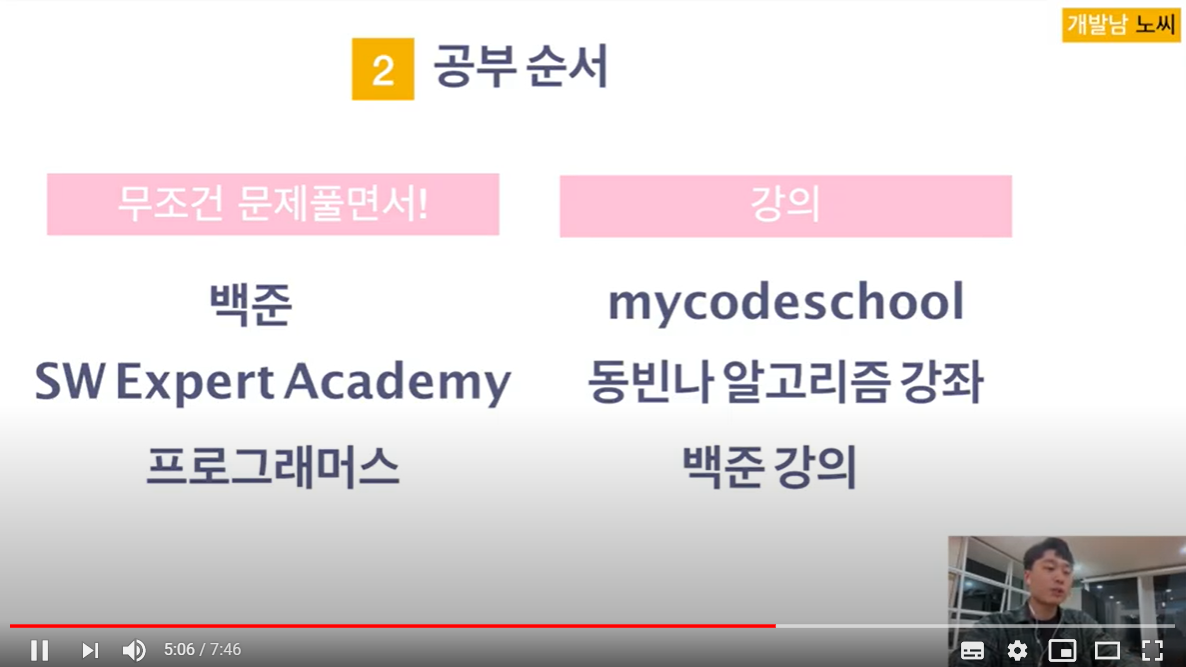 개발남 노씨
2 공부 순서
무조건 문제풀면서!
백준
SW Expert Academy
프로그래머스
강의
mycodeschool
동빈나 알고리즘 강좌
백준 강의
5:06 / 7:46